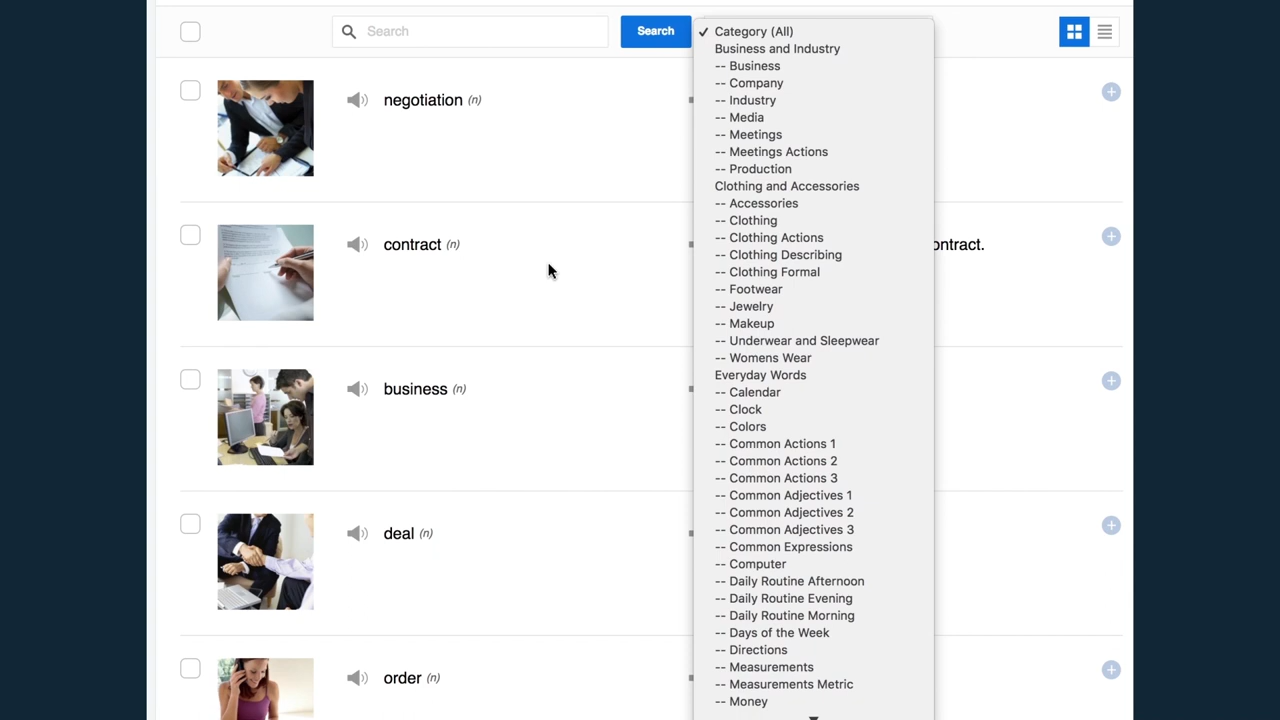 Search
Search
✓ Category (All)
Business and Industry
-- Business
-- Company
-- Industry
-- Media
-- Meetings
-- Meetings Actions
-- Production
Clothing and Accessories
-- Accessories
-- Clothing
-- Clothing Actions
-- Clothing Describing
-- Clothing Formal
-- Footwear
-- Jewelry
-- Makeup
-- Underwear and Sleepwear
-- Womens Wear
Everyday Words
-- Calendar
-- Clock
-- Colors
-- Common Actions 1
-- Common Actions 2
-- Common Actions 3
-- Common Adjectives 1
-- Common Adjectives 2
-- Common Adjectives 3
-- Common Expressions
-- Computer
-- Daily Routine Afternoon
-- Daily Routine Evening
-- Daily Routine Morning
-- Days of the Week
-- Directions
-- Measurements
-- Measurements Metric
-- Money
negotiation (n)
contract (n)
ontract.
business (n)
deal (n)
order (n)